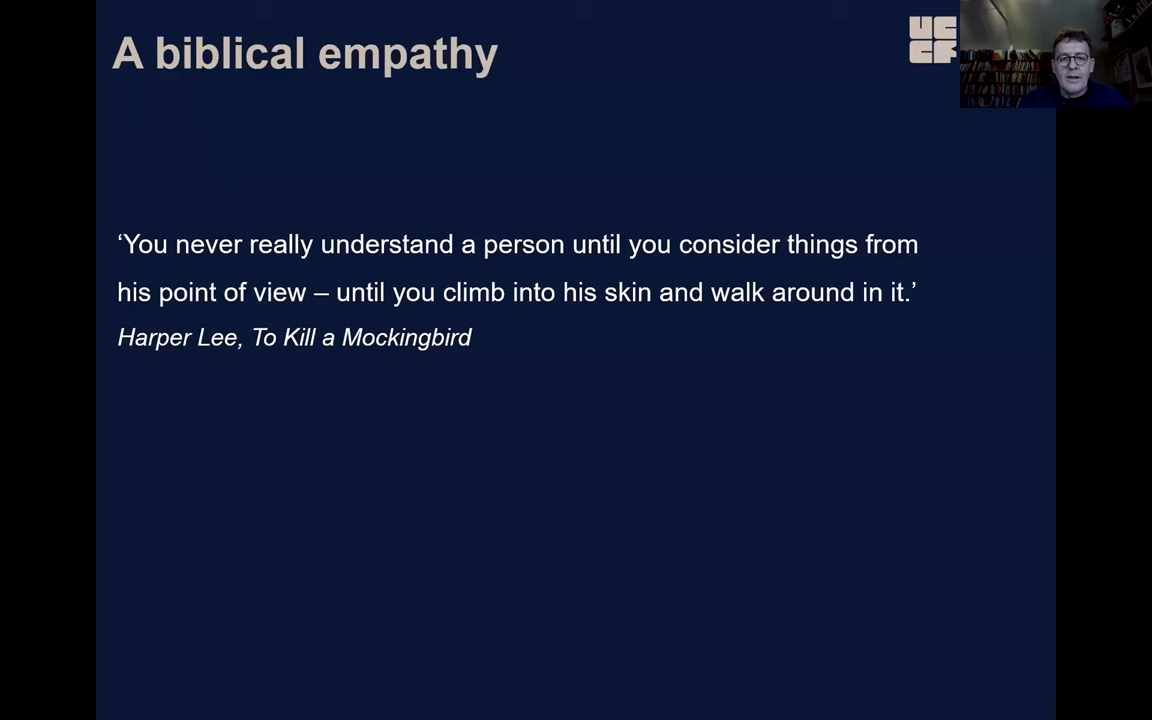 A biblical empathy
UC
CF
‘You never really understand a person until you consider things from
his point of view – until you climb into his skin and walk around in it.’
Harper Lee, To Kill a Mockingbird